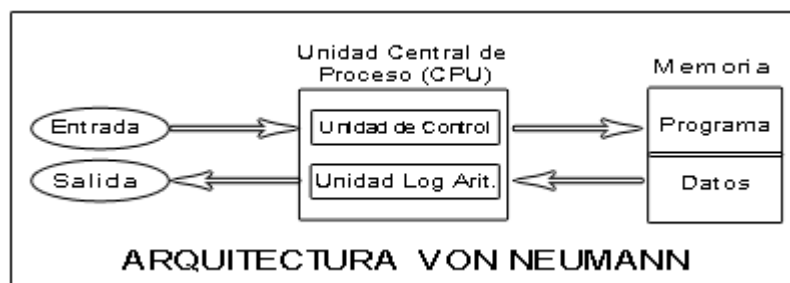 Unidad Central de
Proceso (CPU)
Memoria
Entrada
Unidad de Control
Programa
Salida
Unidad Log Arit.
Datos
ARQUITECTURA VON NEUMANN